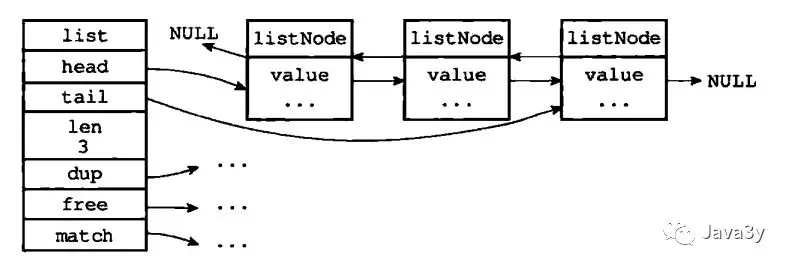 list
head
tail
len
3
dup
free
match
NULL
listNode
value
...
listNode
value
...
listNode
value
...
NULL
...
...
...
Java3y